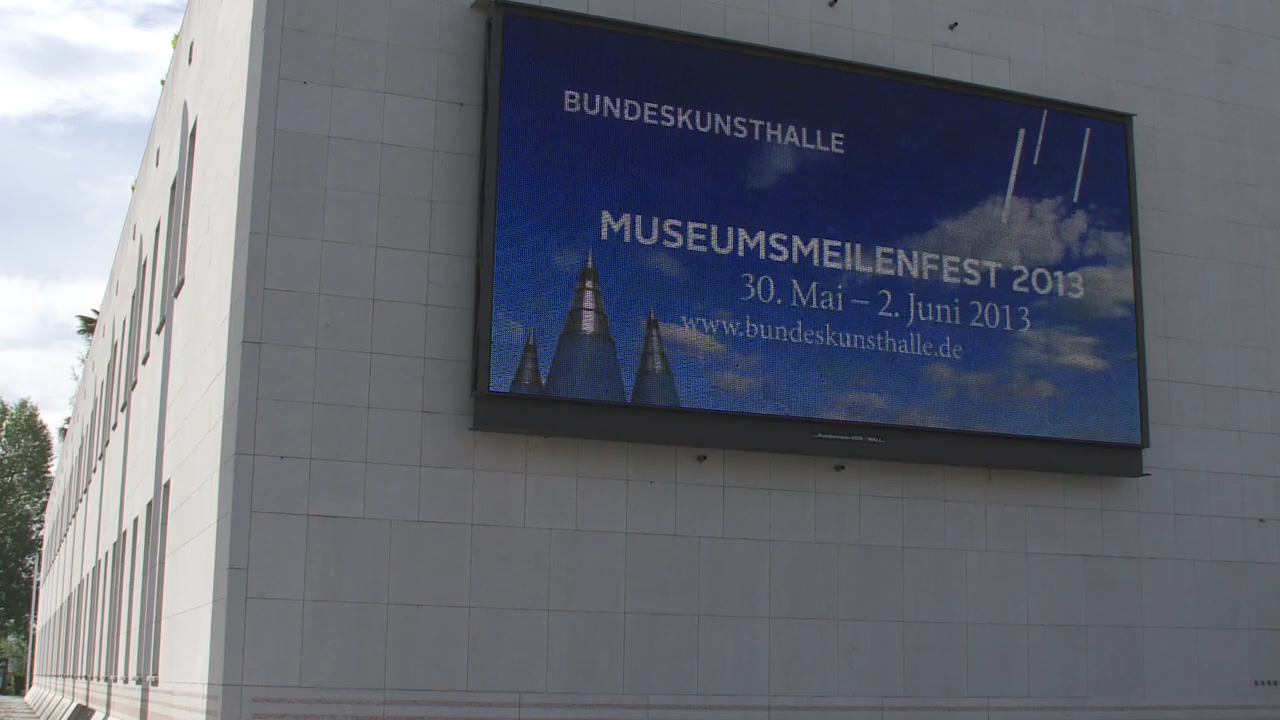 BUNDESKUNSTHALLE
MUSEUMSMEILENFEST 2013
30. Mai – 2. Juni 2013
www.bundeskunsthalle.de